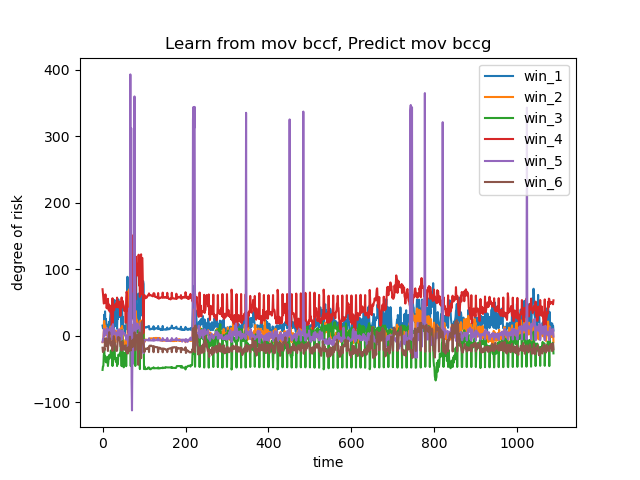 Learn from mov bccf, Predict mov bccg
degree of risk
400
300
200
100
0
−100
win_1
win_2
win_3
win_4
win_5
win_6
0 200 400 600 800 1000
time